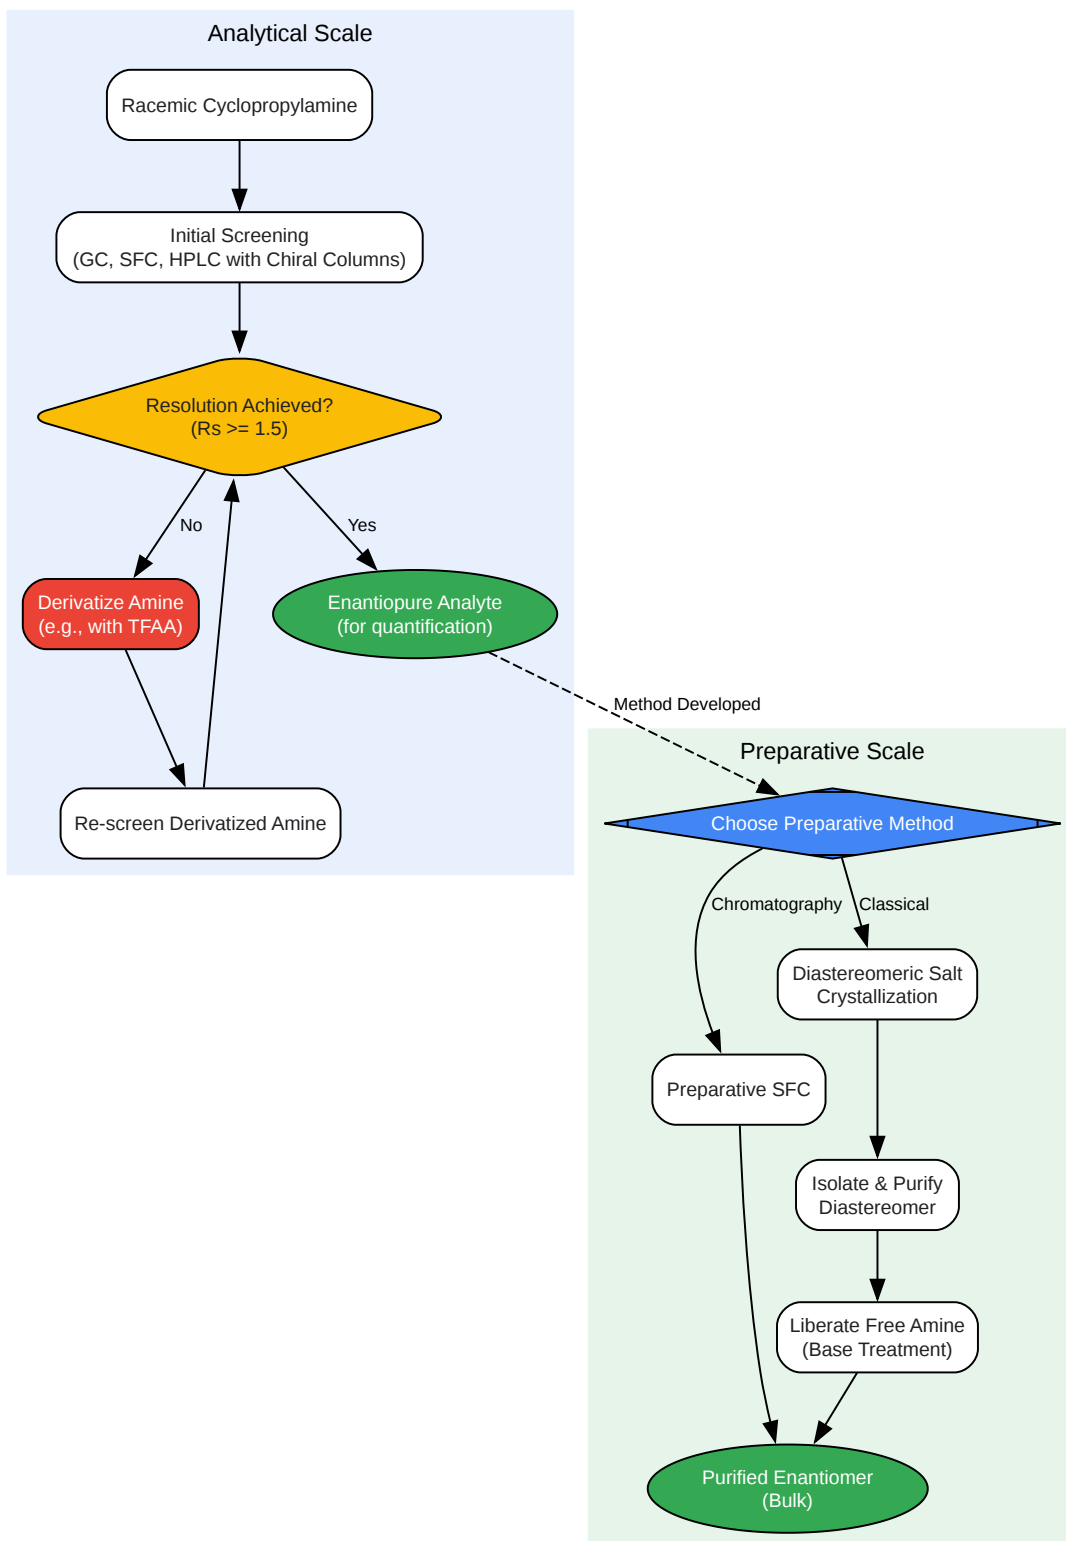 Analytical Scale
Racemic Cyclopropylamine
Initial Screening
(GC, SFC, HPLC with Chiral Columns)
Resolution Achieved?
(Rs >= 1.5)
No
Yes
Derivatize Amine
(e.g., with TFAA)
Enantiopure Analyte
(for quantification)
Re-screen Derivatized Amine
Method Developed
Preparative Scale
Choose Preparative Method
Chromatography
Classical
Diastereomeric Salt
Crystallization
Preparative SFC
Isolate & Purify
Diastereomer
Liberate Free Amine
(Base Treatment)
Purified Enantiomer
(Bulk)